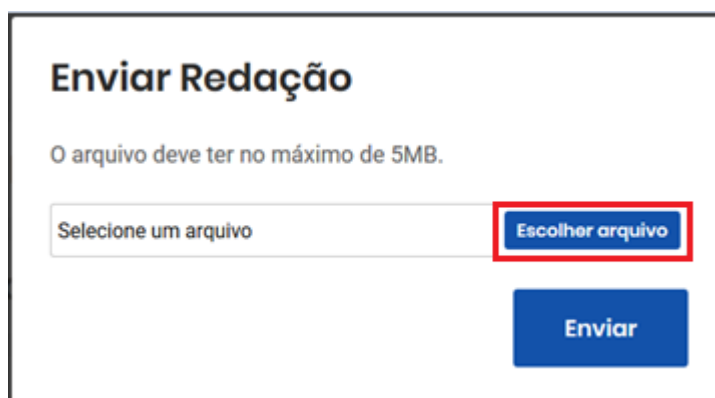 Enviar Redação
O arquivo deve ter no máximo de 5MB.
Selecione um arquivo
Escolher arquivo
Enviar